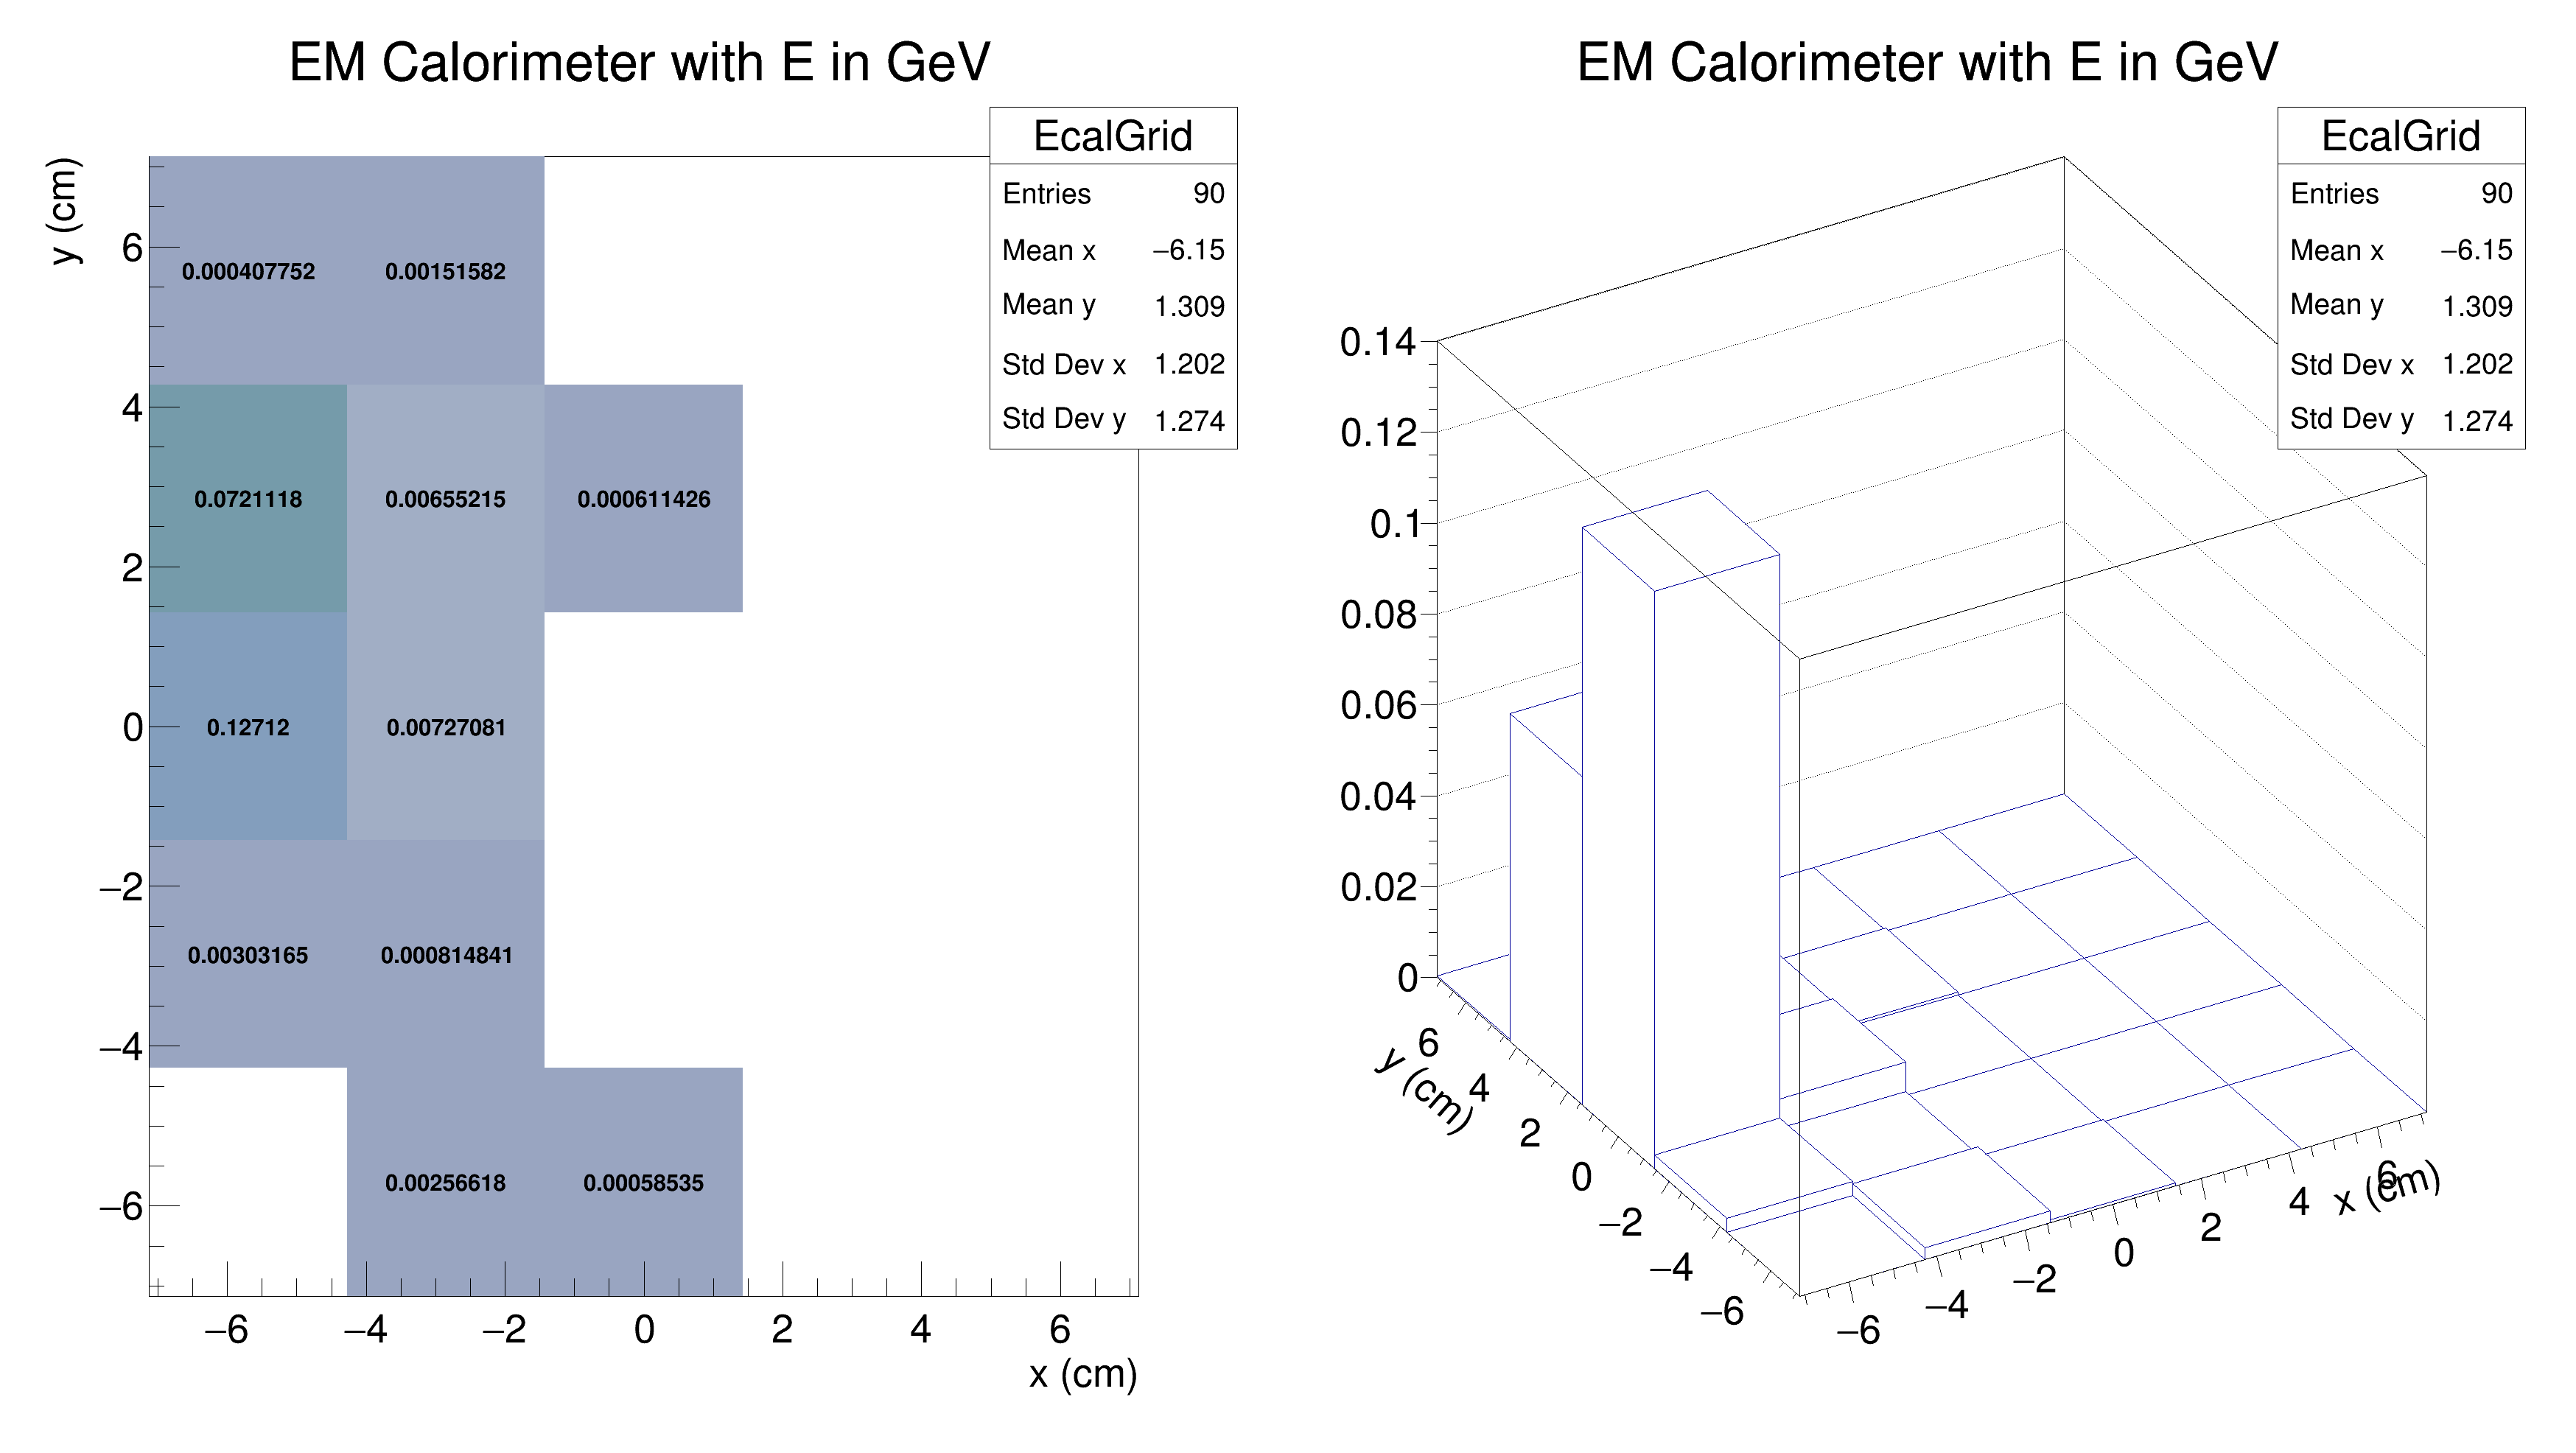 EM Calorimeter with E in GeV
EcalGrid
Entries 90
Mean x −6.15
Mean y 1.309
Std Dev x 1.202
Std Dev y 1.274
y (cm)
6
4
2
0
−2
−4
−6
0.000407752 0.00151582
0.0721118 0.00655215 0.000611426
0.12712 0.00727081
0.00303165 0.000814841
0.00256618 0.00058535
−6 −4 −2 0 2 4 6
x (cm)
EM Calorimeter with E in GeV
EcalGrid
Entries 90
Mean x −6.15
Mean y 1.309
Std Dev x 1.202
Std Dev y 1.274
0.14
0.12
0.1
0.08
0.06
0.04
0.02
0
6
4
2
0
−2
−4
−6
y (cm)
−6
−4
−2
0
2
4
6
x (cm)